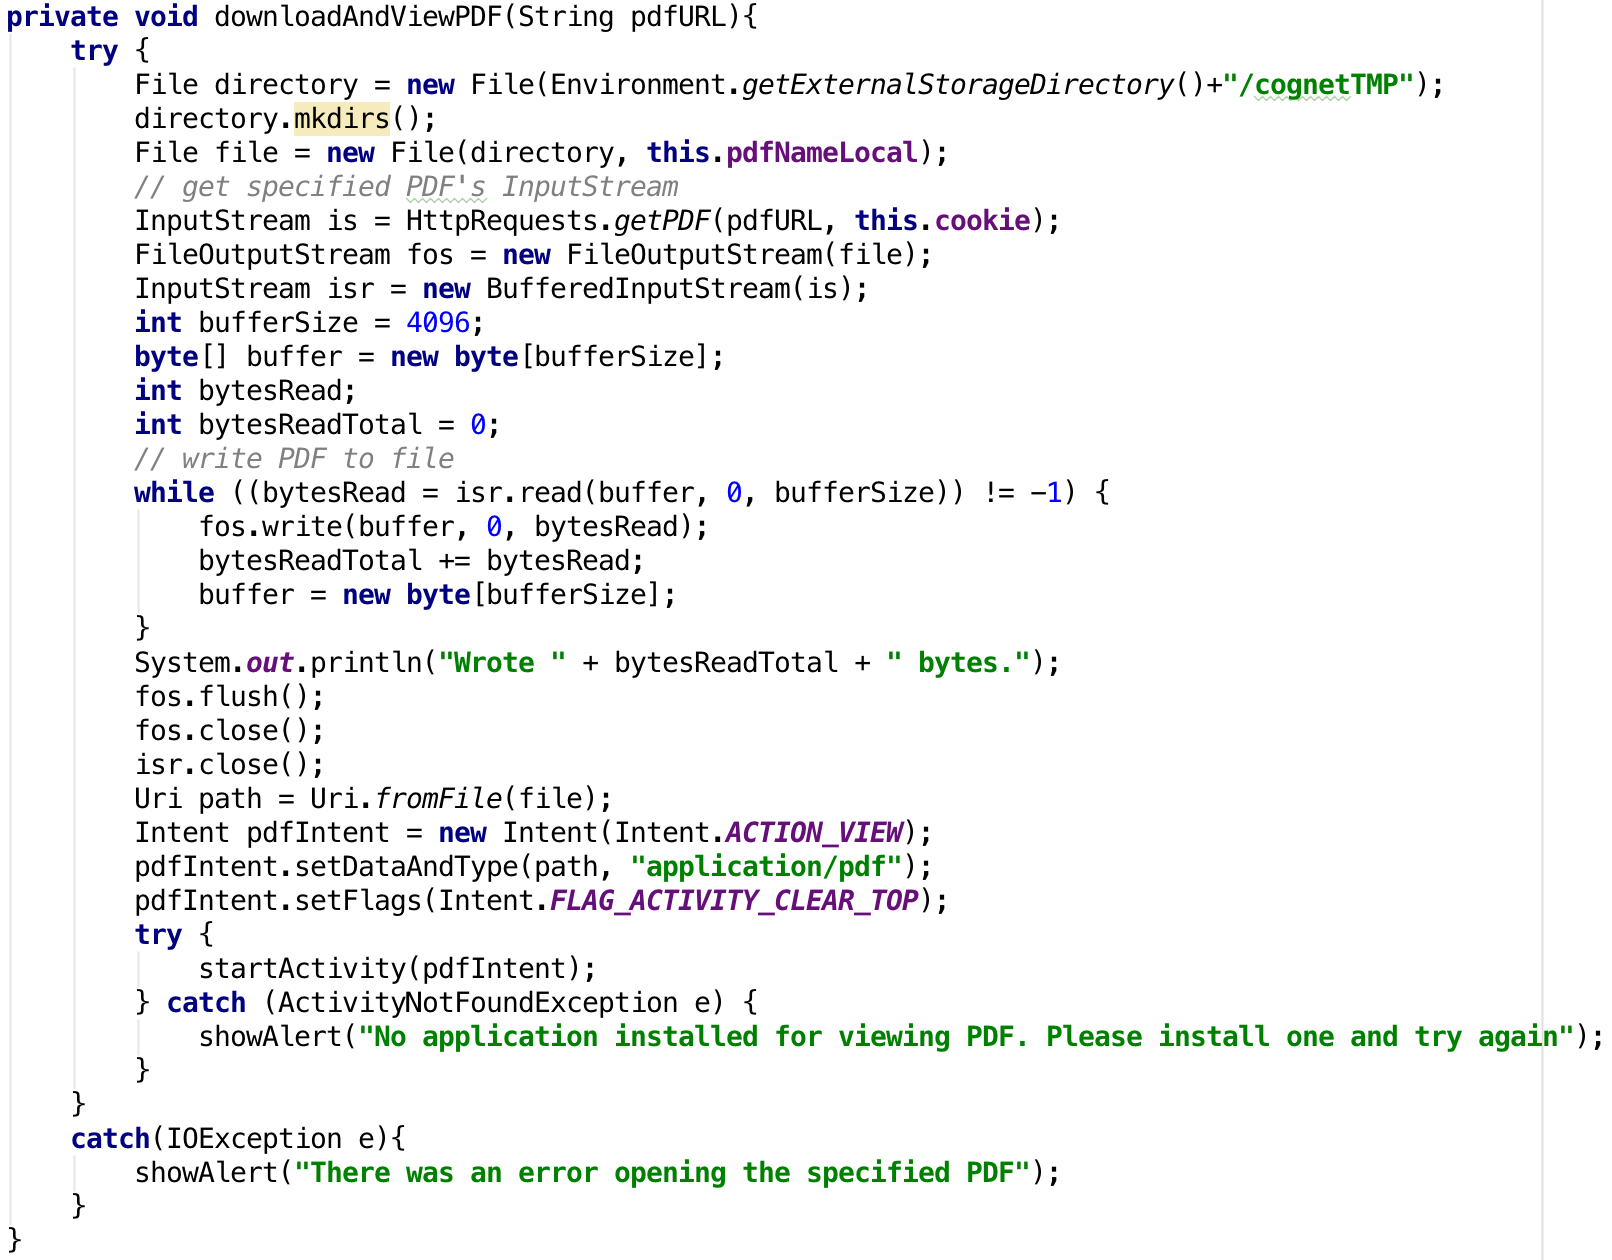 private void downloadAndViewPDF(String pdfURL){
    try {
        File directory = new File(Environment.getExternalStorageDirectory()+"/cognetTMP");
        directory.mkdirs();
        File file = new File(directory, this.pdfNameLocal);
        // get specified PDF's InputStream
        InputStream is = HttpRequests.getPDF(pdfURL, this.cookie);
        FileOutputStream fos = new FileOutputStream(file);
        InputStream isr = new BufferedInputStream(is);
        int bufferSize = 4096;
        byte[] buffer = new byte[bufferSize];
        int bytesRead;
        int bytesReadTotal = 0;
        // write PDF to file
        while ((bytesRead = isr.read(buffer, 0, bufferSize)) != -1) {
            fos.write(buffer, 0, bytesRead);
            bytesReadTotal += bytesRead;
            buffer = new byte[bufferSize];
        }
        System.out.println("Wrote " + bytesReadTotal + " bytes.");
        fos.flush();
        fos.close();
        isr.close();
        Uri path = Uri.fromFile(file);
        Intent pdfIntent = new Intent(Intent.ACTION_VIEW);
        pdfIntent.setDataAndType(path, "application/pdf");
        pdfIntent.setFlags(Intent.FLAG_ACTIVITY_CLEAR_TOP);
        try {
            startActivity(pdfIntent);
        } catch (ActivityNotFoundException e) {
            showAlert("No application installed for viewing PDF. Please install one and try again");
        }
    }
    catch(IOException e){
        showAlert("There was an error opening the specified PDF");
    }
}